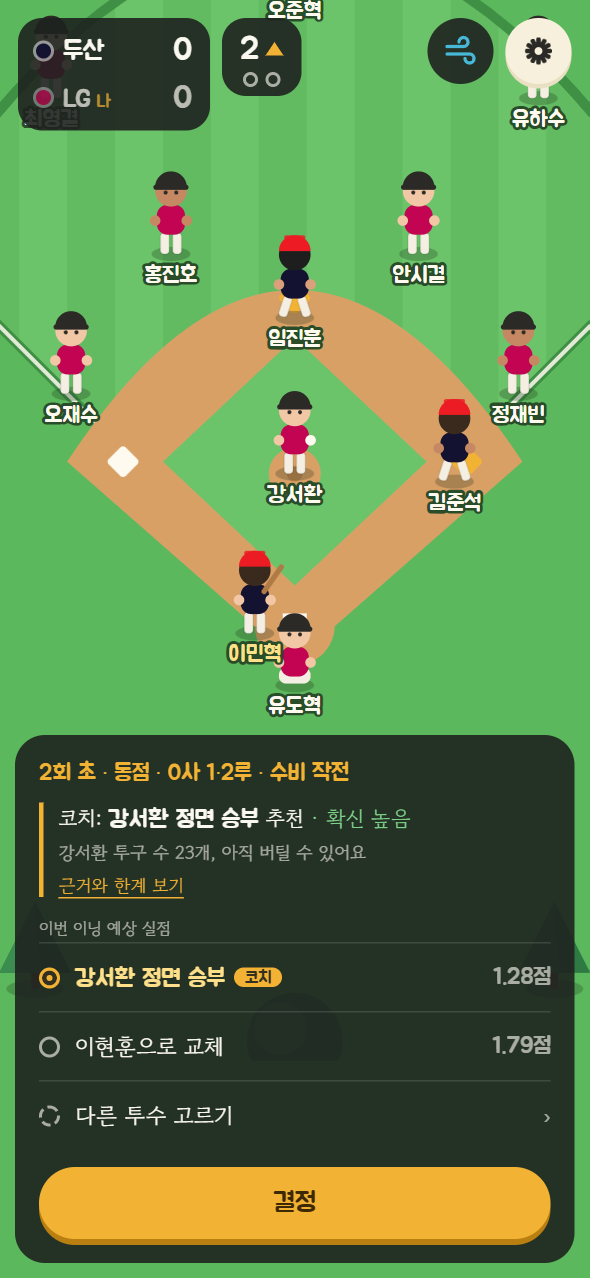 오준혁
두산 0
LG 나 0
2
최영결
유하수
홍진호
안시결
임진훈
오재수
정재빈
강서환
김준석
이민혁
유도혁
2회 초 · 동점 · 0사 1·2루 · 수비 작전
코치: 강서환 정면 승부 추천 · 확신 높음
강서환 투구 수 23개, 아직 버틸 수 있어요
근거와 한계 보기
이번 이닝 예상 실점
강서환 정면 승부 코치 1.28점
이현훈으로 교체 1.79점
다른 투수 고르기 ›
결정